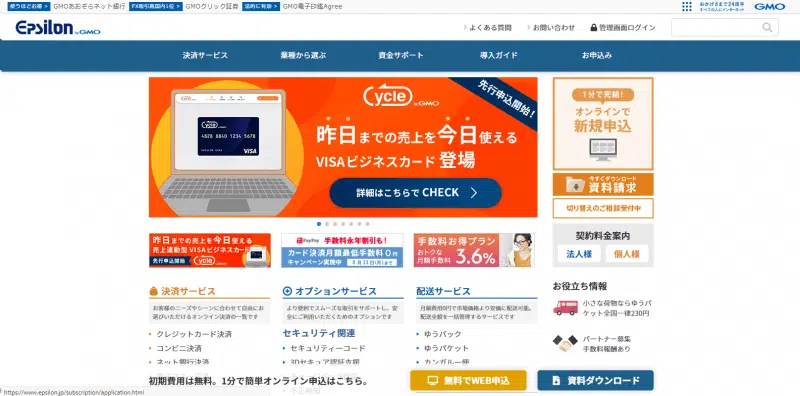 使うほどお得 > GMOあおぞらネット銀行 FX取引高国内1位 > GMOクリック証券 法的に有効 > GMO電子印鑑Agree
おかげさまで24周年
すべての人にインターネット
GMO
EPSILON by GMO
よくある質問
お問い合わせ
管理画面ログイン
決済サービス
業種から選ぶ
資金サポート
導入ガイド
お申込み
Cycle by GMO
4828 8840 1234 5678
VISA
Cycle by GMO
先行申込開始!
昨日までの売上を今日使える
VISAビジネスカード 登場
詳細はこちらで CHECK
1分で完結!
オンラインで
新規申込
今すぐダウンロード
資料請求
切り替えのご相談受付中
契約料金案内
法人様
個人様
昨日までの売上を今日使える
売上連動型 VISAビジネスカード
先行申込開始
Cycle
PayPay 手数料永年割引も!
カード決済月額最低手数料0円
キャンペーン実施中
手数料お得プラン
おトクな
月額手数料
3.6%
決済サービス
お客様のニーズやシーンに合わせて自由にお
選びいただけるオンライン決済の一覧です
クレジットカード決済
コンビニ決済
ネット銀行決済
オプションサービス
より便利でスムーズな取引をサポートし、安
全にご利用いただくためのオプションです
セキュリティ関連
セキュリティーコード
3Dセキュア認証支援
配送サービス
月額費用0円で市場価格より安価に配送可能。
配送全般を一括管理するサービスです
ゆうパック
ゆうパケット
カンガルー便
お役立ち情報
小さな荷物ならゆうパ
ケット全国一律230円
パートナー募集
手数料報酬あり
初期費用は無料。1分で簡単オンライン申込はこちら。
無料でWEB申込
資料ダウンロード
https://www.epsilon.jp/subscription/application.html